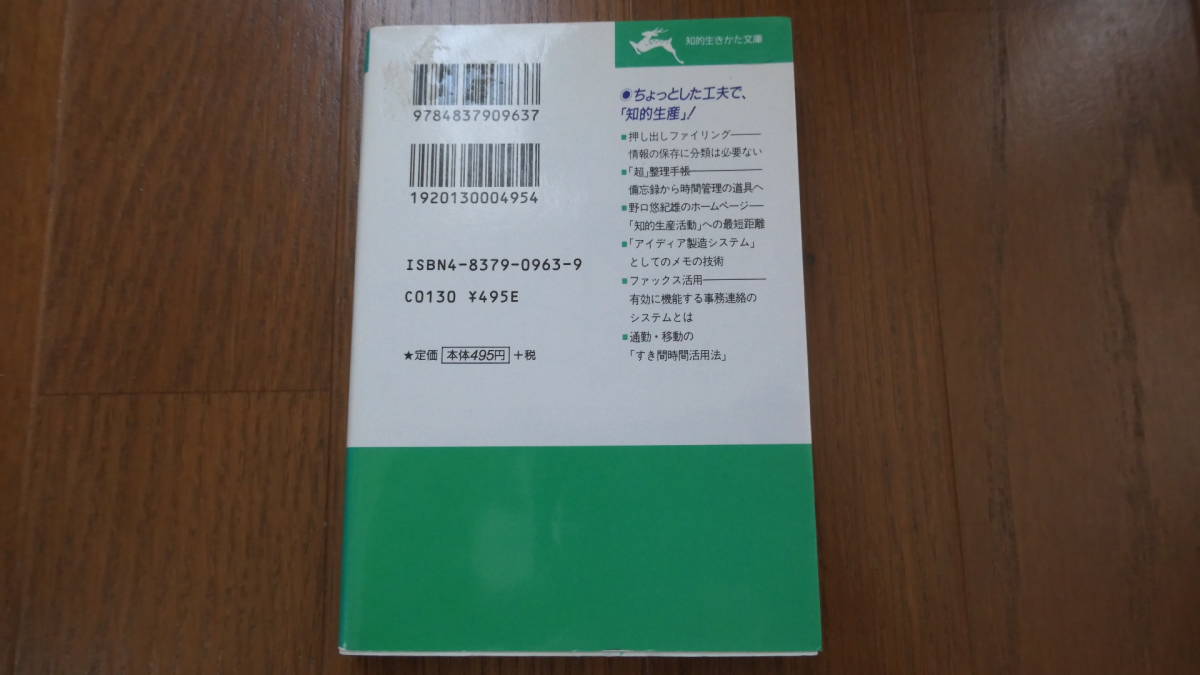 知的生きかた文庫
9784837909637
1920130004954
ISBN4-8379-0963-9
C0130 ¥495E
★定価 本体495円 +税
●ちょっとした工夫で、
「知的生産」!
■押し出しファイリング――
情報の保存に分類は必要ない
■「超」整理手帳――
備忘録から時間管理の道具へ
■野口悠紀雄のホームページ―
「知的生産活動」への最短距離
■「アイディア製造システム」
としてのメモの技術
■ファックス活用――
有効に機能する事務連絡の
システムとは
■通勤・移動の
「すき間時間活用法」